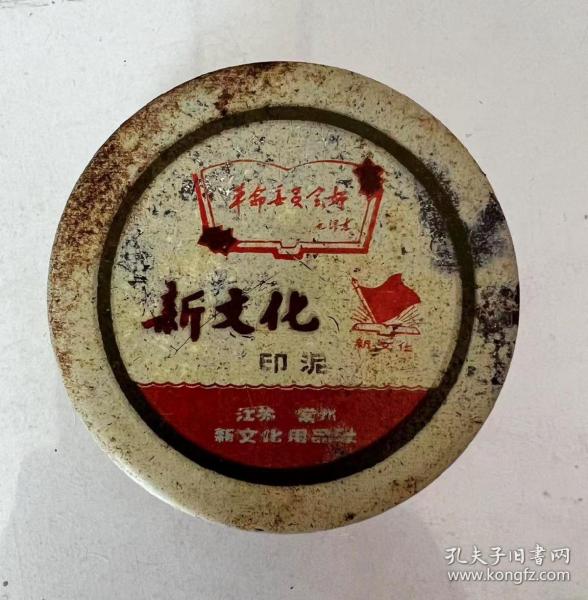 革命委员会好
毛泽东
新文化
新文化
印泥
江苏 常州
新文化用品社
孔夫子旧书网
www.kongfz.com